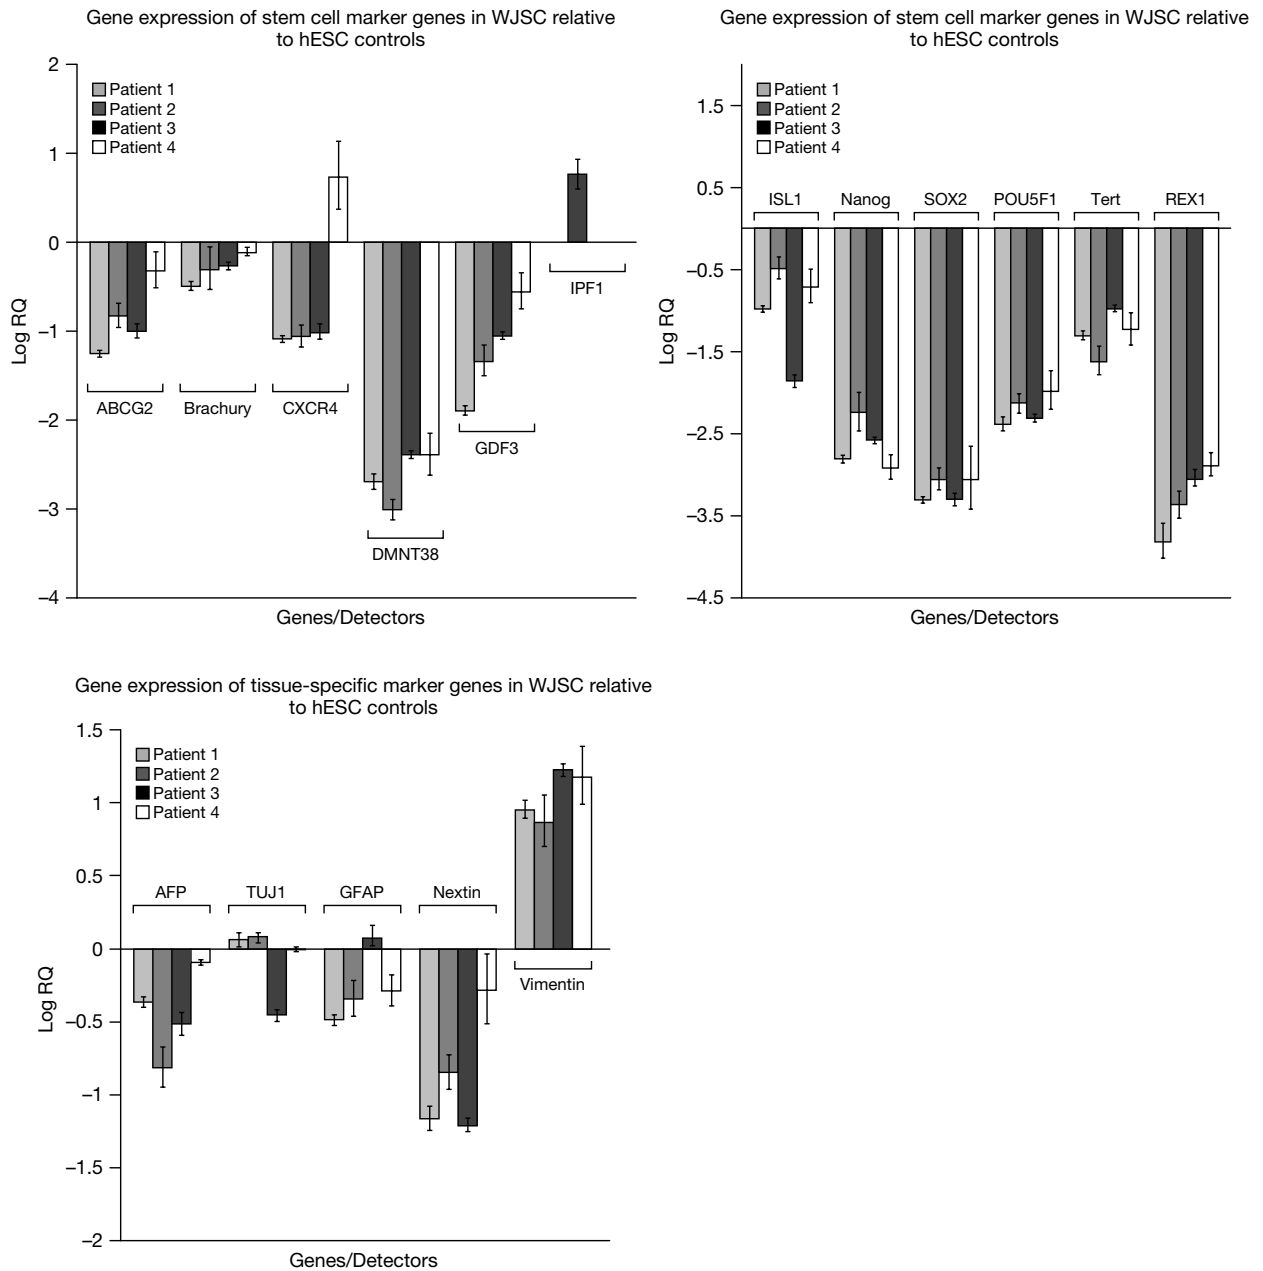 Gene expression of stem cell marker genes in WJSC relative
to hESC controls
2
1
0
−1
−2
−3
−4
Log RQ
Patient 1
Patient 2
Patient 3
Patient 4
ABCG2
Brachury
CXCR4
DMNT38
GDF3
IPF1
Genes/Detectors
Gene expression of stem cell marker genes in WJSC relative
to hESC controls
1.5
0.5
−0.5
−1.5
−2.5
−3.5
−4.5
Log RQ
Patient 1
Patient 2
Patient 3
Patient 4
ISL1
Nanog
SOX2
POU5F1
Tert
REX1
Genes/Detectors
Gene expression of tissue-specific marker genes in WJSC relative
to hESC controls
1.5
1
0.5
0
−0.5
−1
−1.5
−2
Log RQ
Patient 1
Patient 2
Patient 3
Patient 4
AFP
TUJ1
GFAP
Nextin
Vimentin
Genes/Detectors